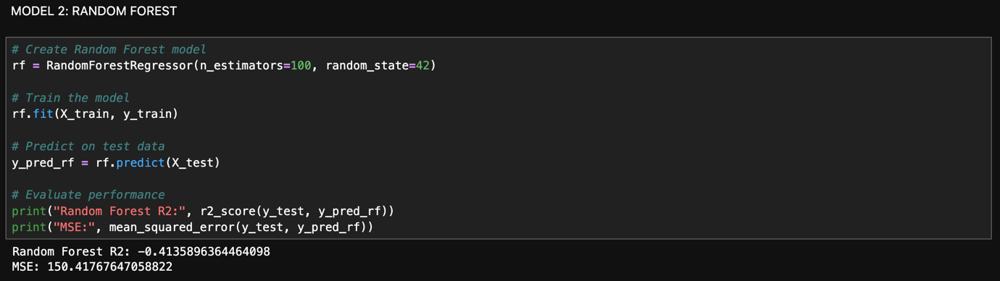 MODEL 2: RANDOM FOREST
# Create Random Forest model
rf = RandomForestRegressor(n_estimators=100, random_state=42)
# Train the model
rf.fit(X_train, y_train)
# Predict on test data
y_pred_rf = rf.predict(X_test)
# Evaluate performance
print("Random Forest R2:", r2_score(y_test, y_pred_rf))
print("MSE:", mean_squared_error(y_test, y_pred_rf))
Random Forest R2: -0.4135896364464098
MSE: 150.41767647058822